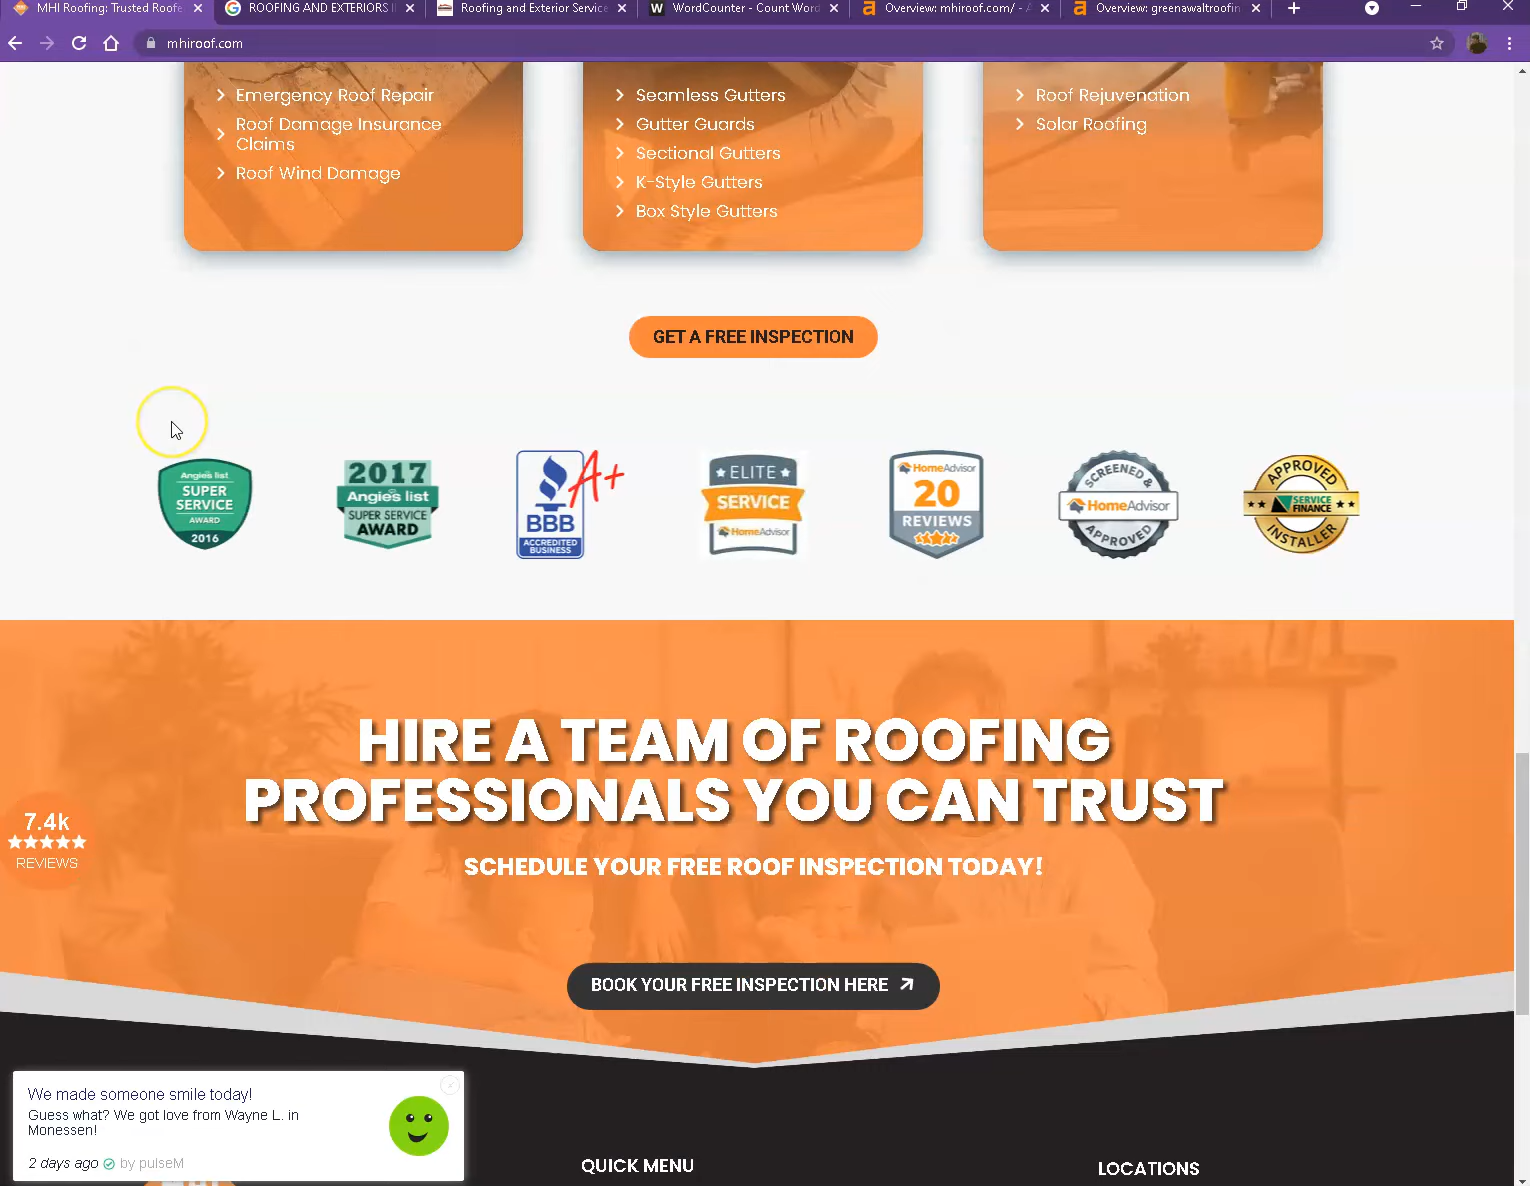 MHI Roofing: Trusted Roofe
ROOFING AND EXTERIORS I
Roofing and Exterior Service
WordCounter - Count Word
Overview: mhiroof.com/ - A
Overview: greenawaltroofin
mhiroof.com
Emergency Roof Repair
Roof Damage Insurance
Claims
Roof Wind Damage
Seamless Gutters
Gutter Guards
Sectional Gutters
K-Style Gutters
Box Style Gutters
Roof Rejuvenation
Solar Roofing
GET A FREE INSPECTION
Angie's list
SUPER
SERVICE
AWARD
2016
2017
Angie's list
SUPER SERVICE
AWARD
A+
BBB
ACCREDITED
BUSINESS
ELITE
SERVICE
HomeAdvisor
HomeAdvisor
20
REVIEWS
SCREENED &
HomeAdvisor
APPROVED
APPROVED
SERVICE
FINANCE
INSTALLER
HIRE A TEAM OF ROOFING
PROFESSIONALS YOU CAN TRUST
SCHEDULE YOUR FREE ROOF INSPECTION TODAY!
7.4k
REVIEWS
BOOK YOUR FREE INSPECTION HERE
We made someone smile today!
Guess what? We got love from Wayne L. in
Monessen!
2 days ago by pulseM
QUICK MENU
LOCATIONS